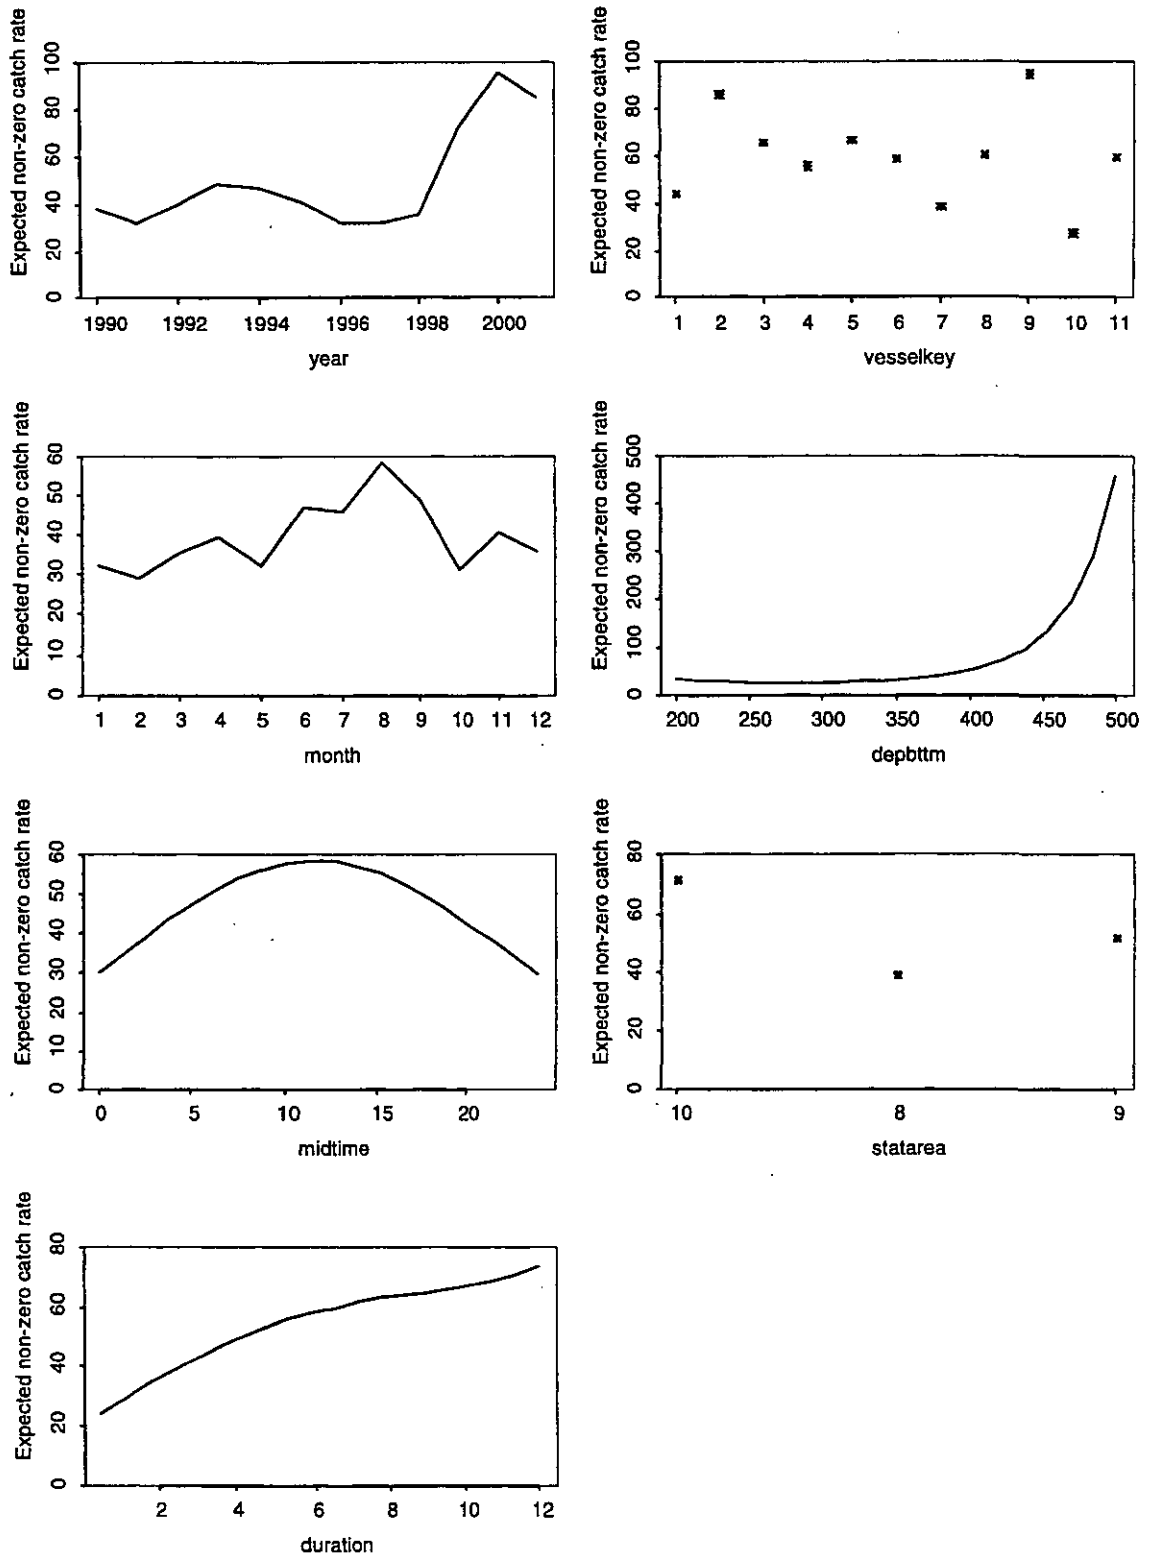 Expected non-zero catch rate
100
80
60
40
20
0
1990 1992 1994 1996 1998 2000
year
Expected non-zero catch rate
100
80
60
40
20
0
1 2 3 4 5 6 7 8 9 10 11
vesselkey
Expected non-zero catch rate
60
50
40
30
20
10
0
1 2 3 4 5 6 7 8 9 10 11 12
month
Expected non-zero catch rate
500
400
300
200
100
0
200 250 300 350 400 450 500
depbttm
Expected non-zero catch rate
60
50
40
30
20
10
0
0 5 10 15 20
midtime
Expected non-zero catch rate
80
60
40
20
0
10 8 9
statarea
Expected non-zero catch rate
80
60
40
20
0
2 4 6 8 10 12
duration